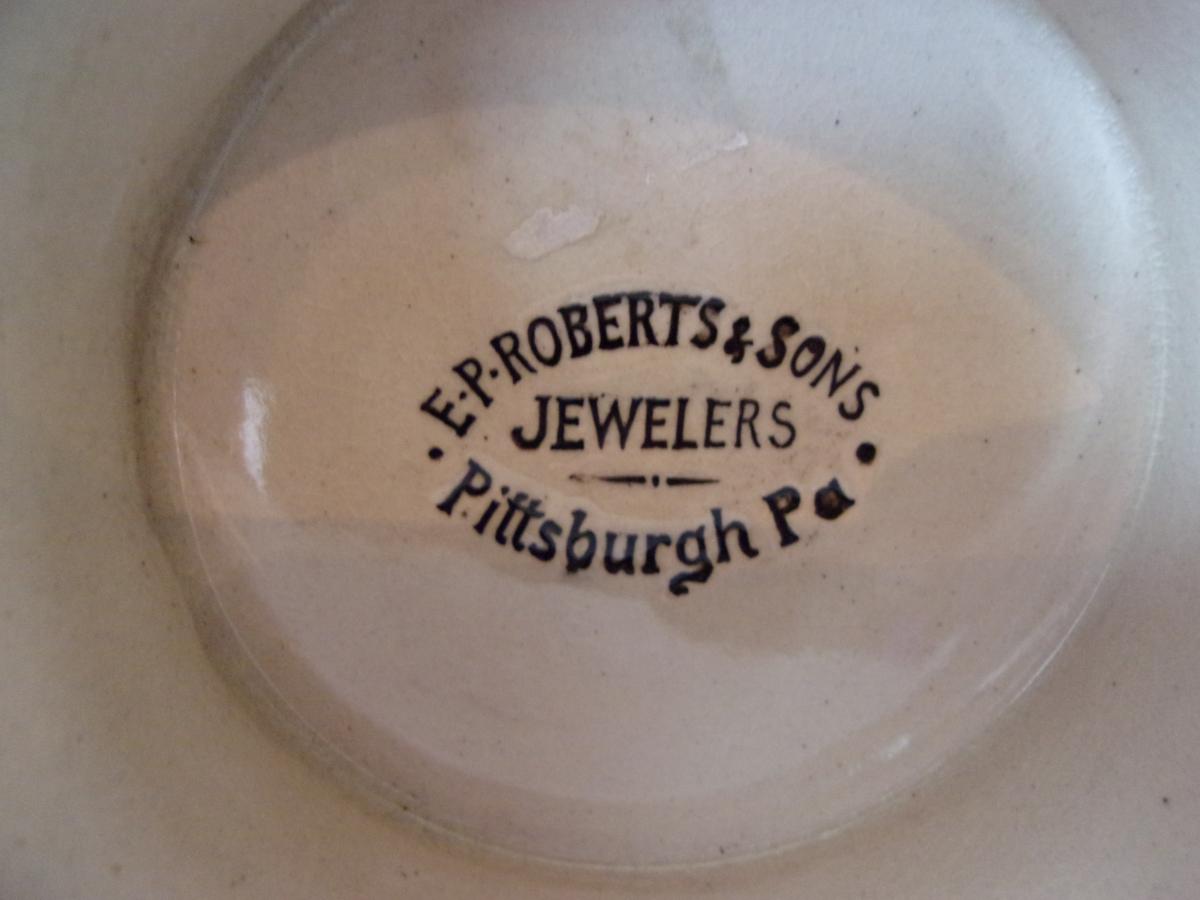 E.P. ROBERTS & SONS
JEWELERS
Pittsburgh Pa